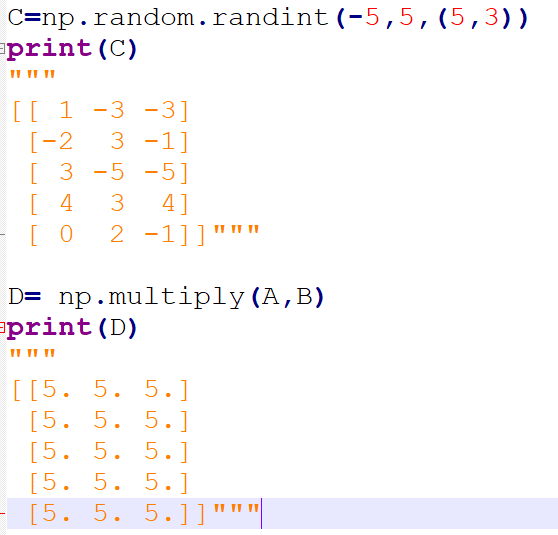 C=np.random.randint(-5,5,(5,3))
print(C)
"""
[[ 1 -3 -3]
 [-2  3 -1]
 [ 3 -5 -5]
 [ 4  3  4]
 [ 0  2 -1]]"""

D= np.multiply(A,B)
print(D)
"""
[[5. 5. 5.]
 [5. 5. 5.]
 [5. 5. 5.]
 [5. 5. 5.]
 [5. 5. 5.]]"""